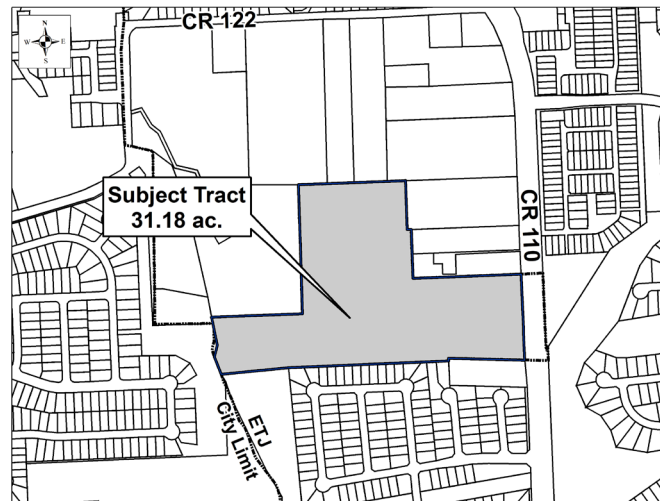 CR 122
N
W E
S
Subject Tract
31.18 ac.
CR 110
ETJ
City Limit